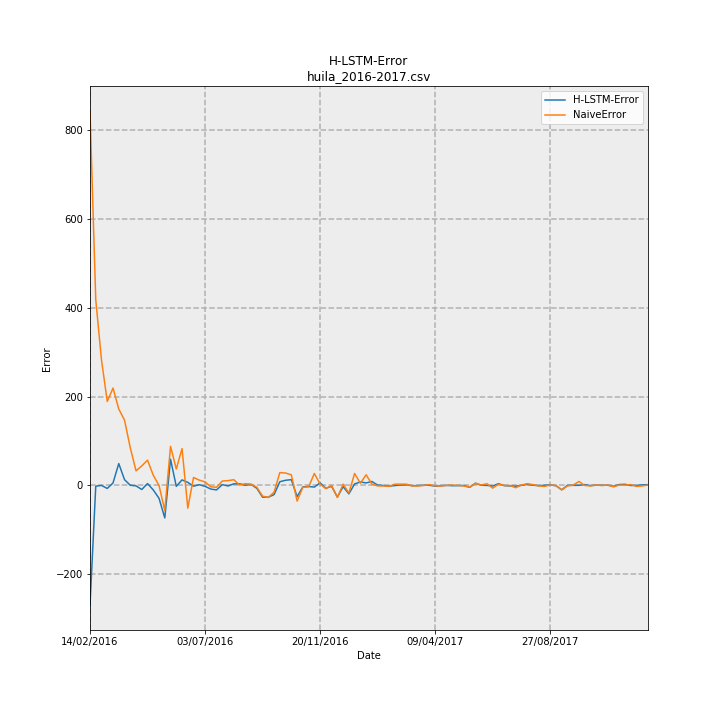 H-LSTM-Error
huila_2016-2017.csv
H-LSTM-Error
NaiveError
800
600
400
200
0
−200
Error
14/02/2016
03/07/2016
20/11/2016
09/04/2017
27/08/2017
Date